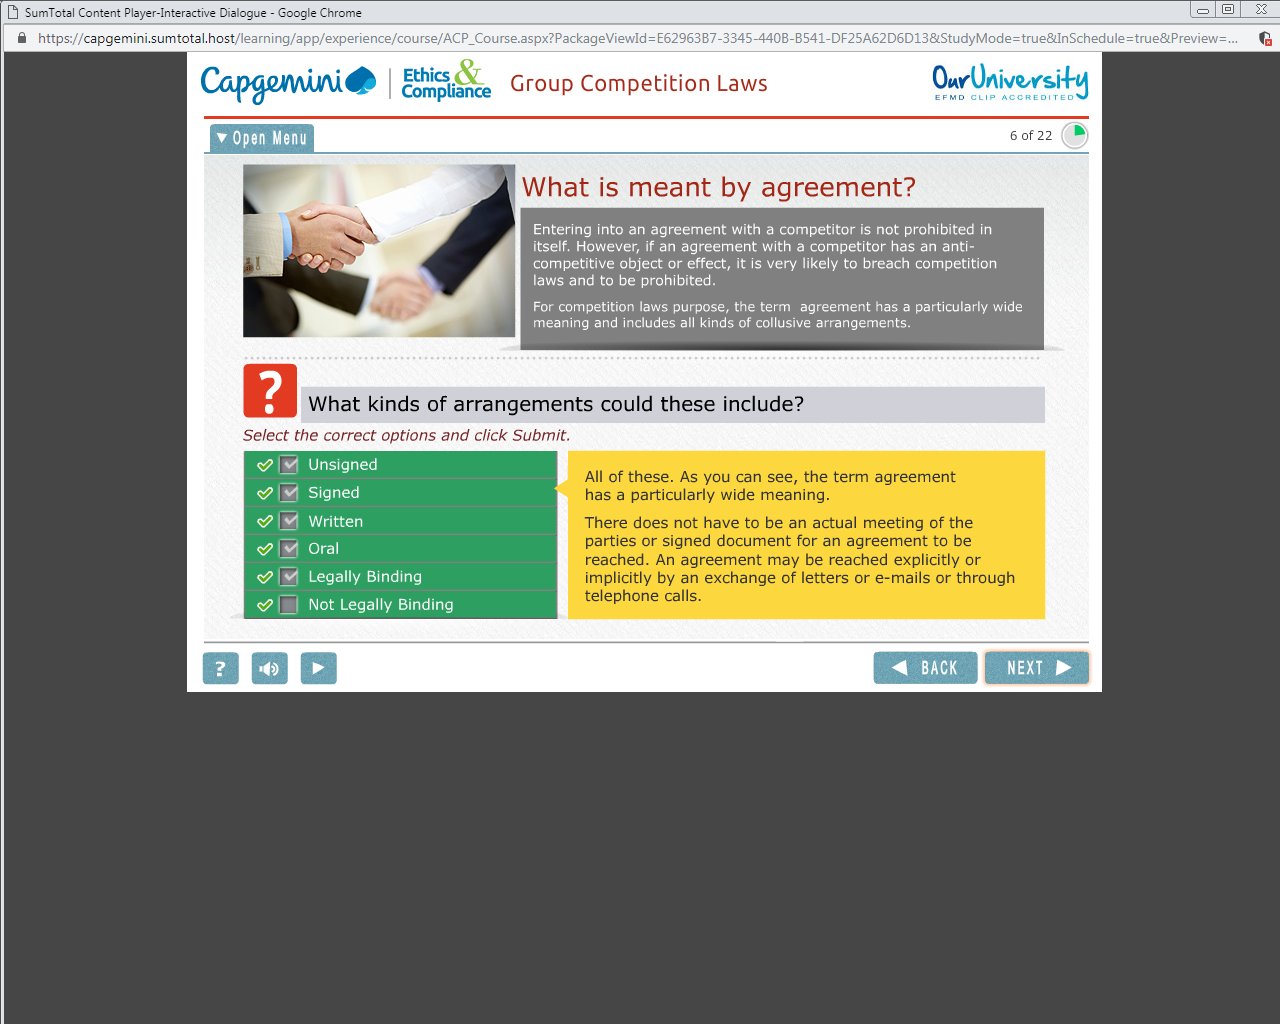 SumTotal Content Player-Interactive Dialogue - Google Chrome
https://capgemini.sumtotal.host/learning/app/experience/course/ACP_Course.aspx?PackageViewId=E62963B7-3345-440B-B541-DF25A62D6D13&StudyMode=true&InSchedule=true&Preview=...
Capgemini
Ethics &
Compliance
Group Competition Laws
OurUniversity
EFMD CLIP ACCREDITED
Open Menu
6 of 22
What is meant by agreement?
Entering into an agreement with a competitor is not prohibited in
itself. However, if an agreement with a competitor has an anti-
competitive object or effect, it is very likely to breach competition
laws and to be prohibited.
For competition laws purpose, the term agreement has a particularly wide
meaning and includes all kinds of collusive arrangements.
?
What kinds of arrangements could these include?
Select the correct options and click Submit.
Unsigned
Signed
Written
Oral
Legally Binding
Not Legally Binding
All of these. As you can see, the term agreement
has a particularly wide meaning.
There does not have to be an actual meeting of the
parties or signed document for an agreement to be
reached. An agreement may be reached explicitly or
implicitly by an exchange of letters or e-mails or through
telephone calls.
?
BACK
NEXT